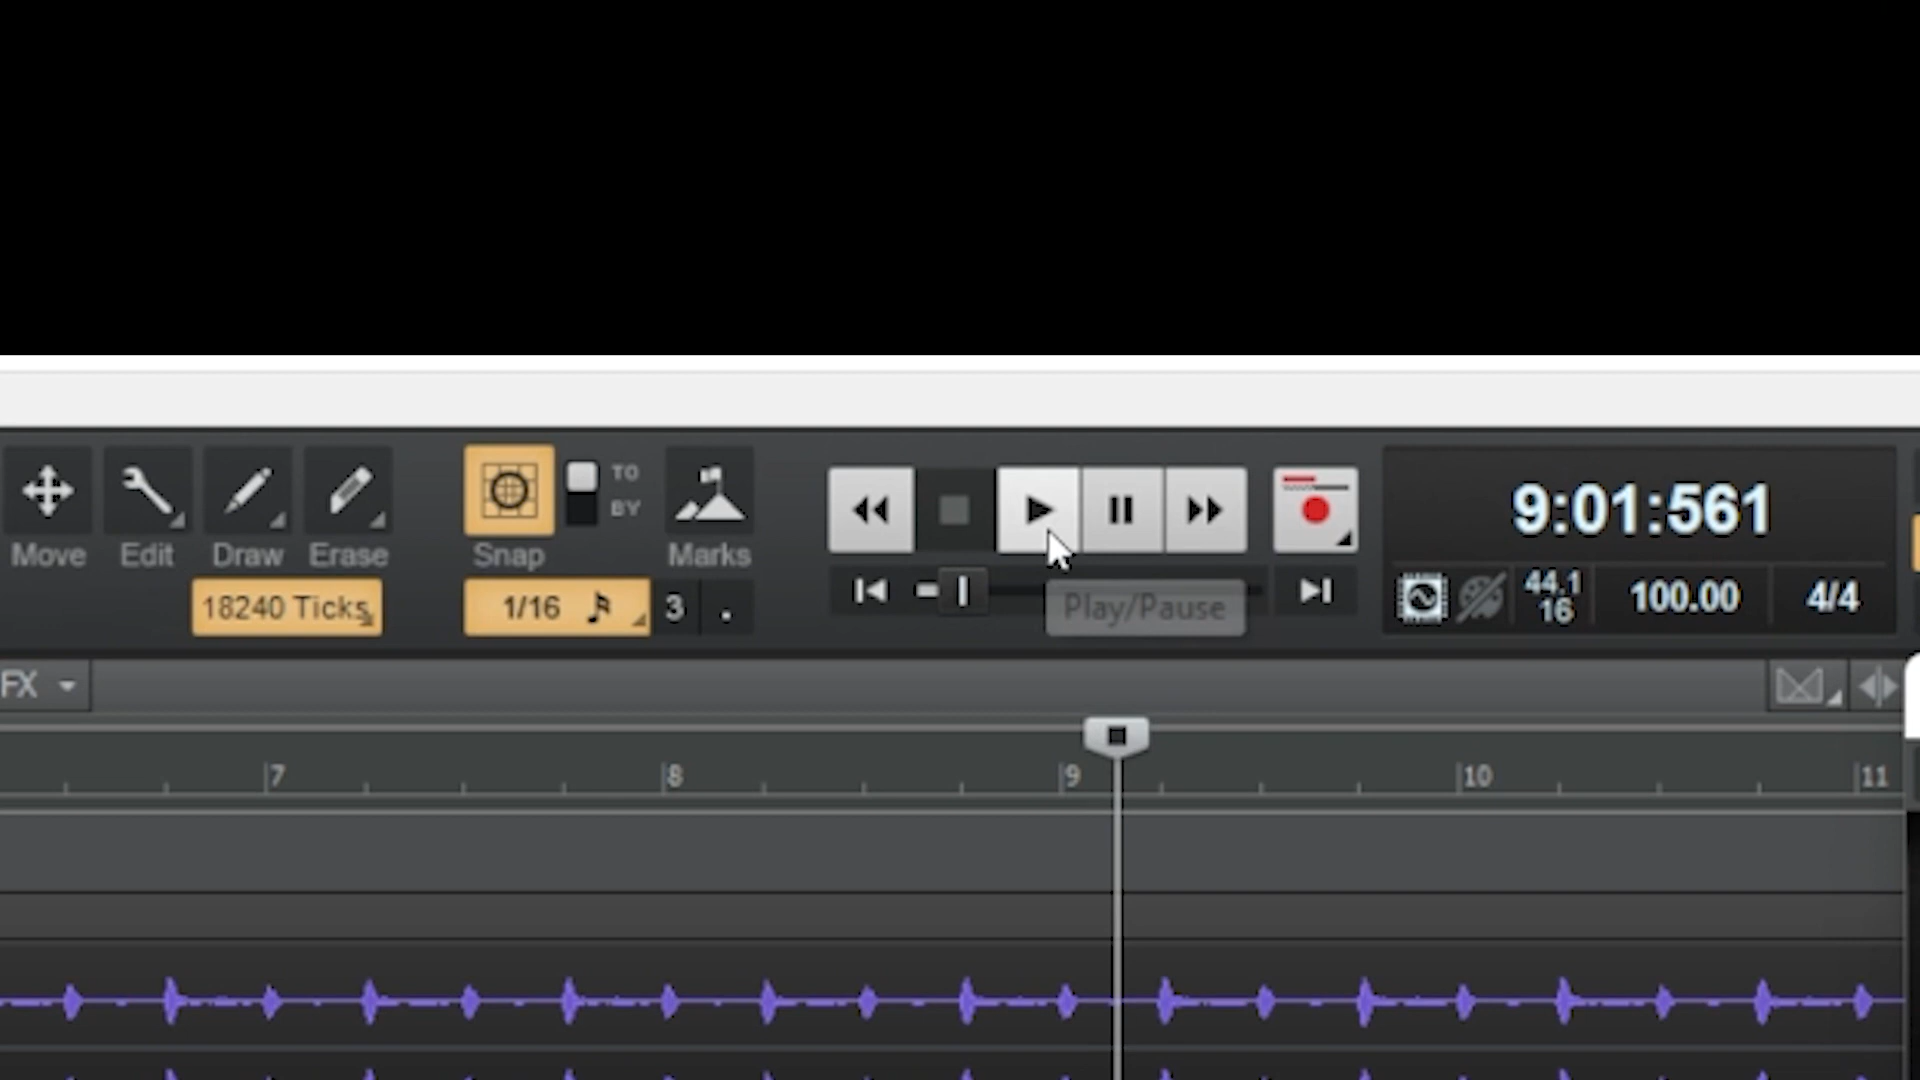 TO
BY
Move Edit Draw Erase Snap Marks
9:01:561
18240 Ticks 1/16 3 . Play/Pause
44.1
16
100.00 4/4
FX
7 8 9 10 11